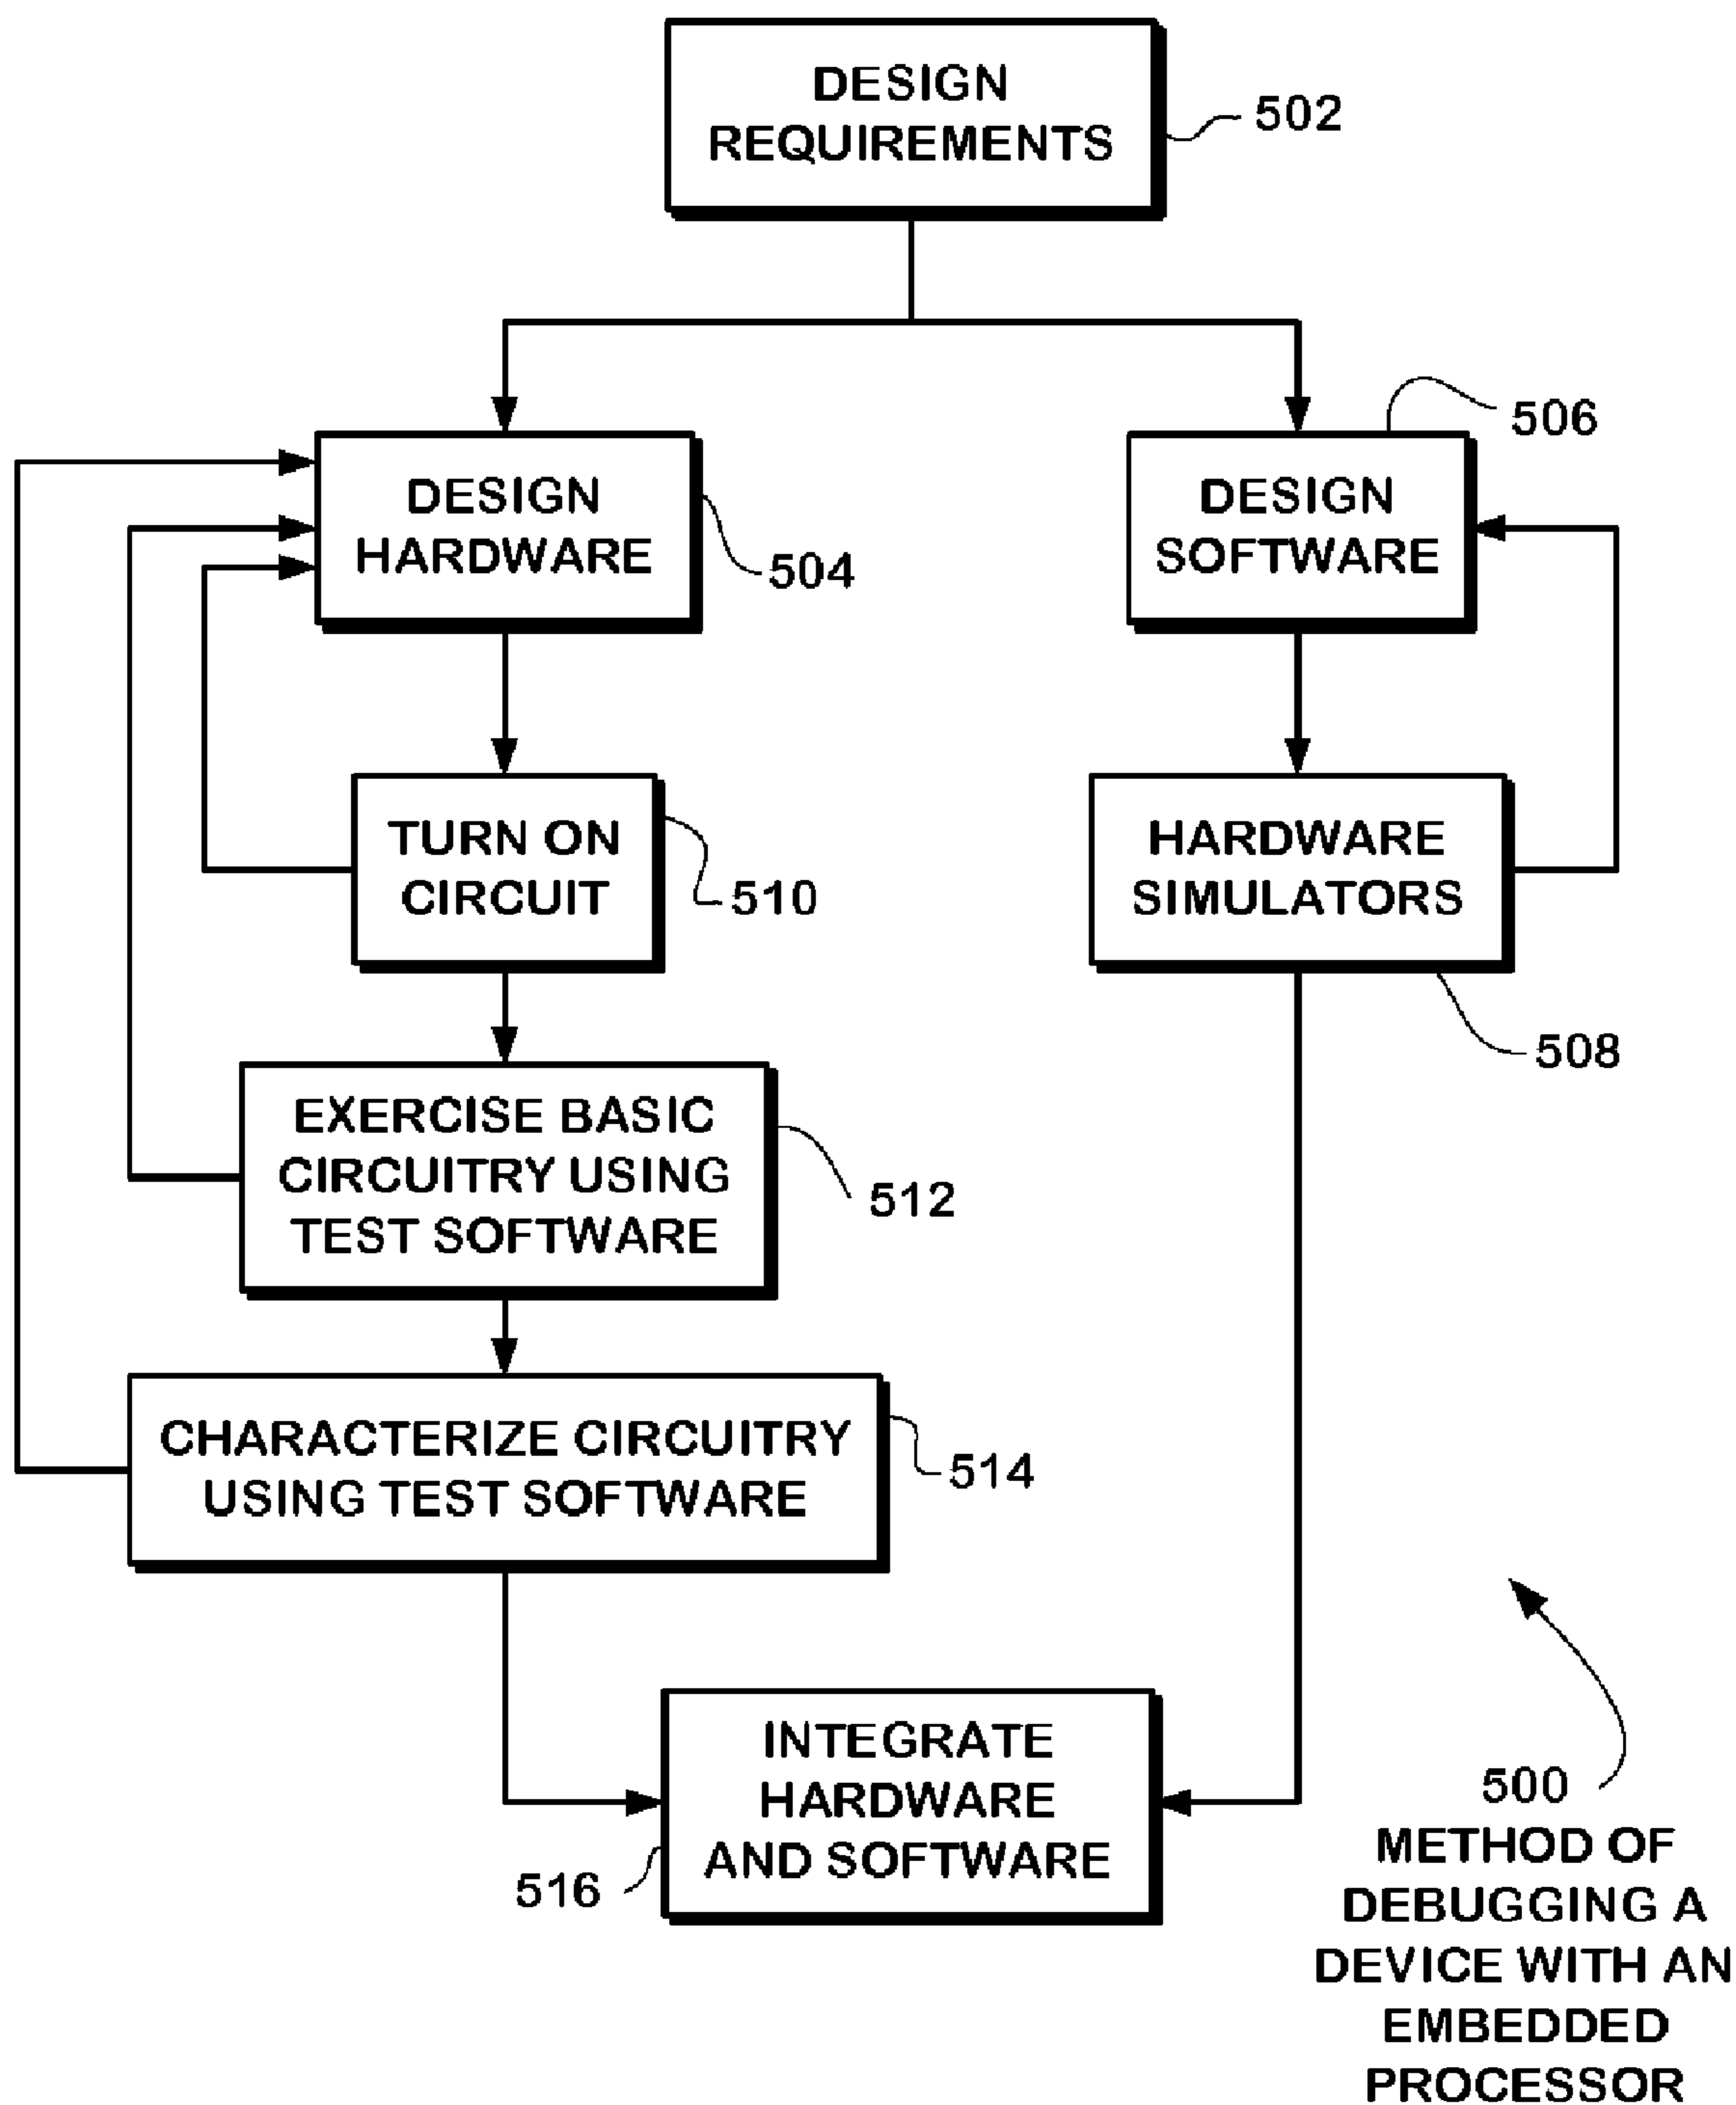 DESIGN
REQUIREMENTS
502
506
DESIGN
HARDWARE
504
DESIGN
SOFTWARE
TURN ON
CIRCUIT
510
HARDWARE
SIMULATORS
508
EXERCISE BASIC
CIRCUITRY USING
TEST SOFTWARE
512
CHARACTERIZE CIRCUITRY
USING TEST SOFTWARE
514
INTEGRATE
HARDWARE
AND SOFTWARE
516
500
METHOD OF
DEBUGGING A
DEVICE WITH AN
EMBEDDED
PROCESSOR